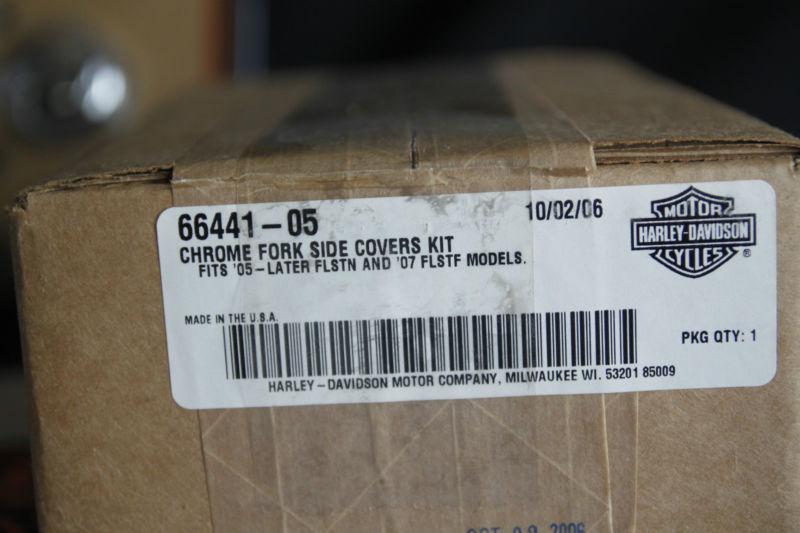 66441-05
10/02/06
CHROME FORK SIDE COVERS KIT
FITS '05-LATER FLSTN AND '07 FLSTF MODELS.
MOTOR
HARLEY-DAVIDSON
CYCLES
®
MADE IN THE U.S.A.
PKG QTY: 1
HARLEY-DAVIDSON MOTOR COMPANY, MILWAUKEE WI. 53201 85009
2006